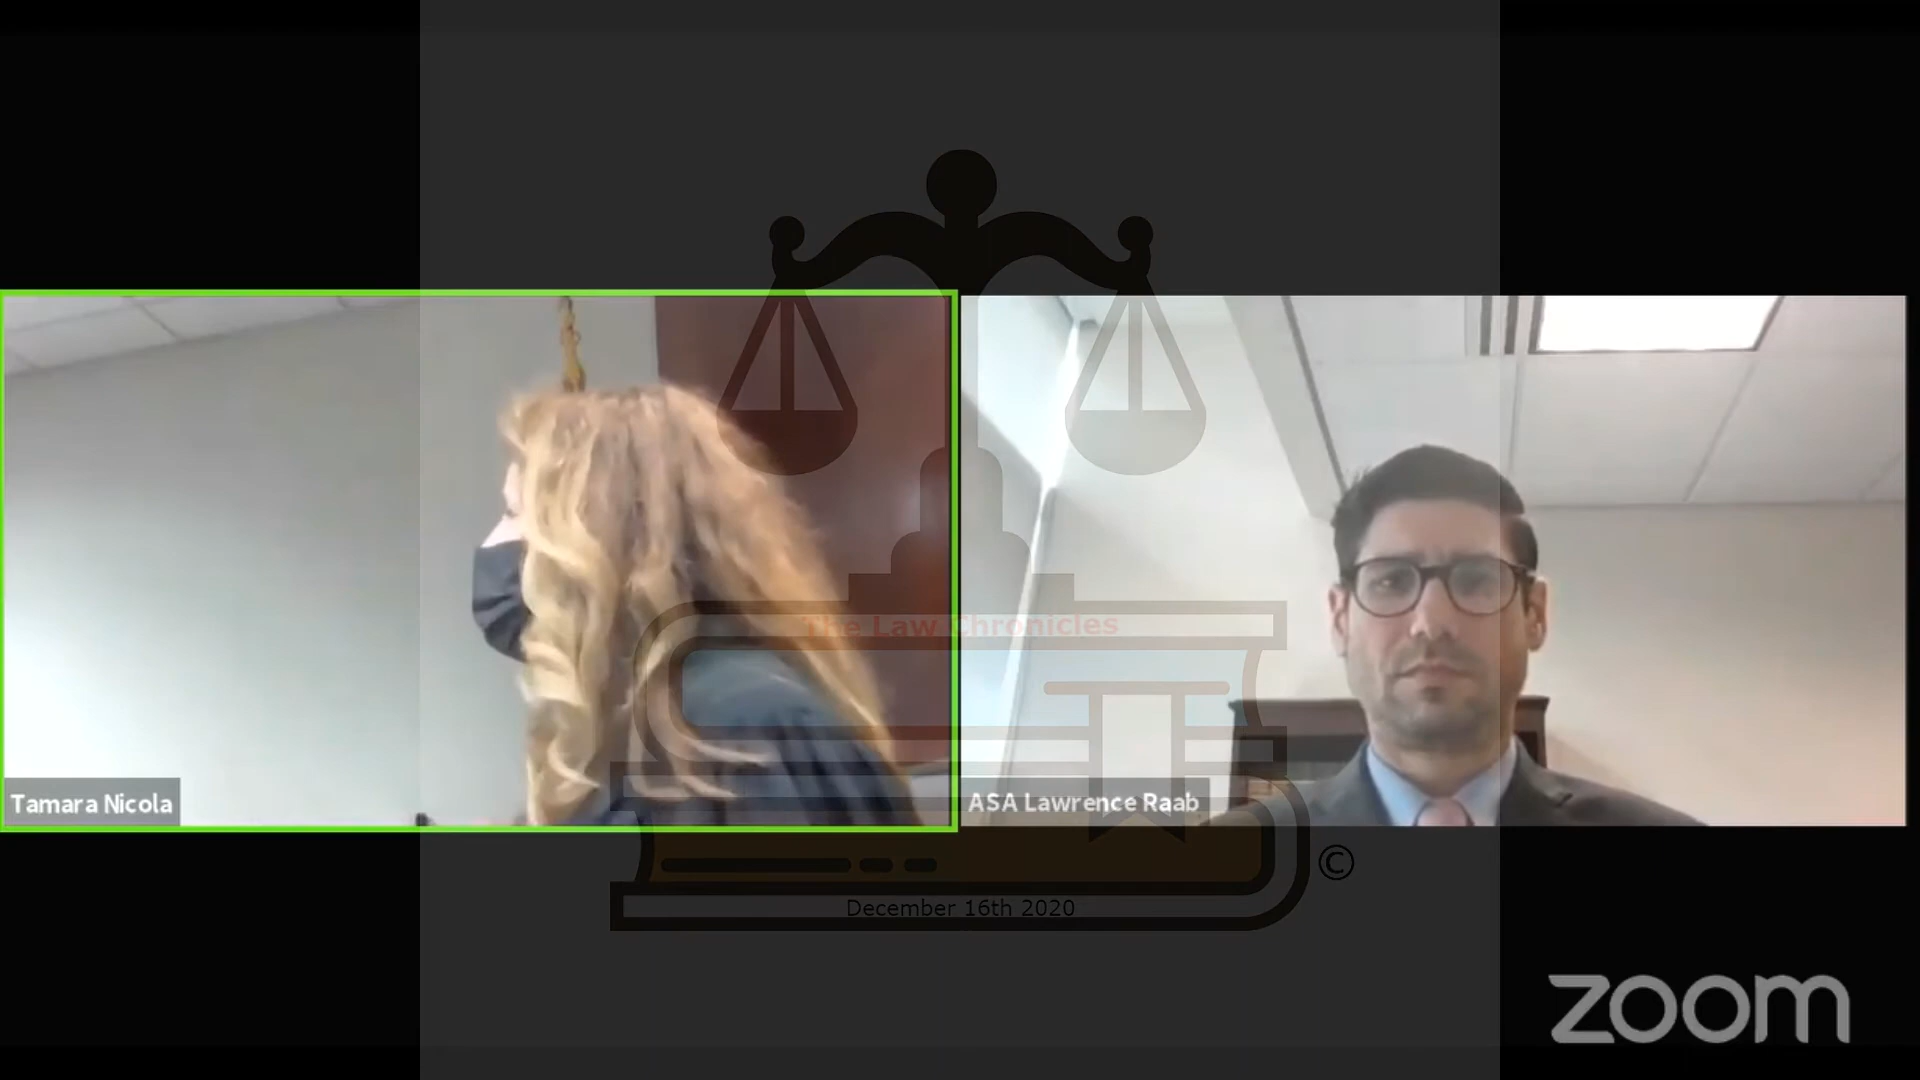 The Law Chronicles
Tamara Nicola
ASA Lawrence Raab
©
December 16th 2020
zoom